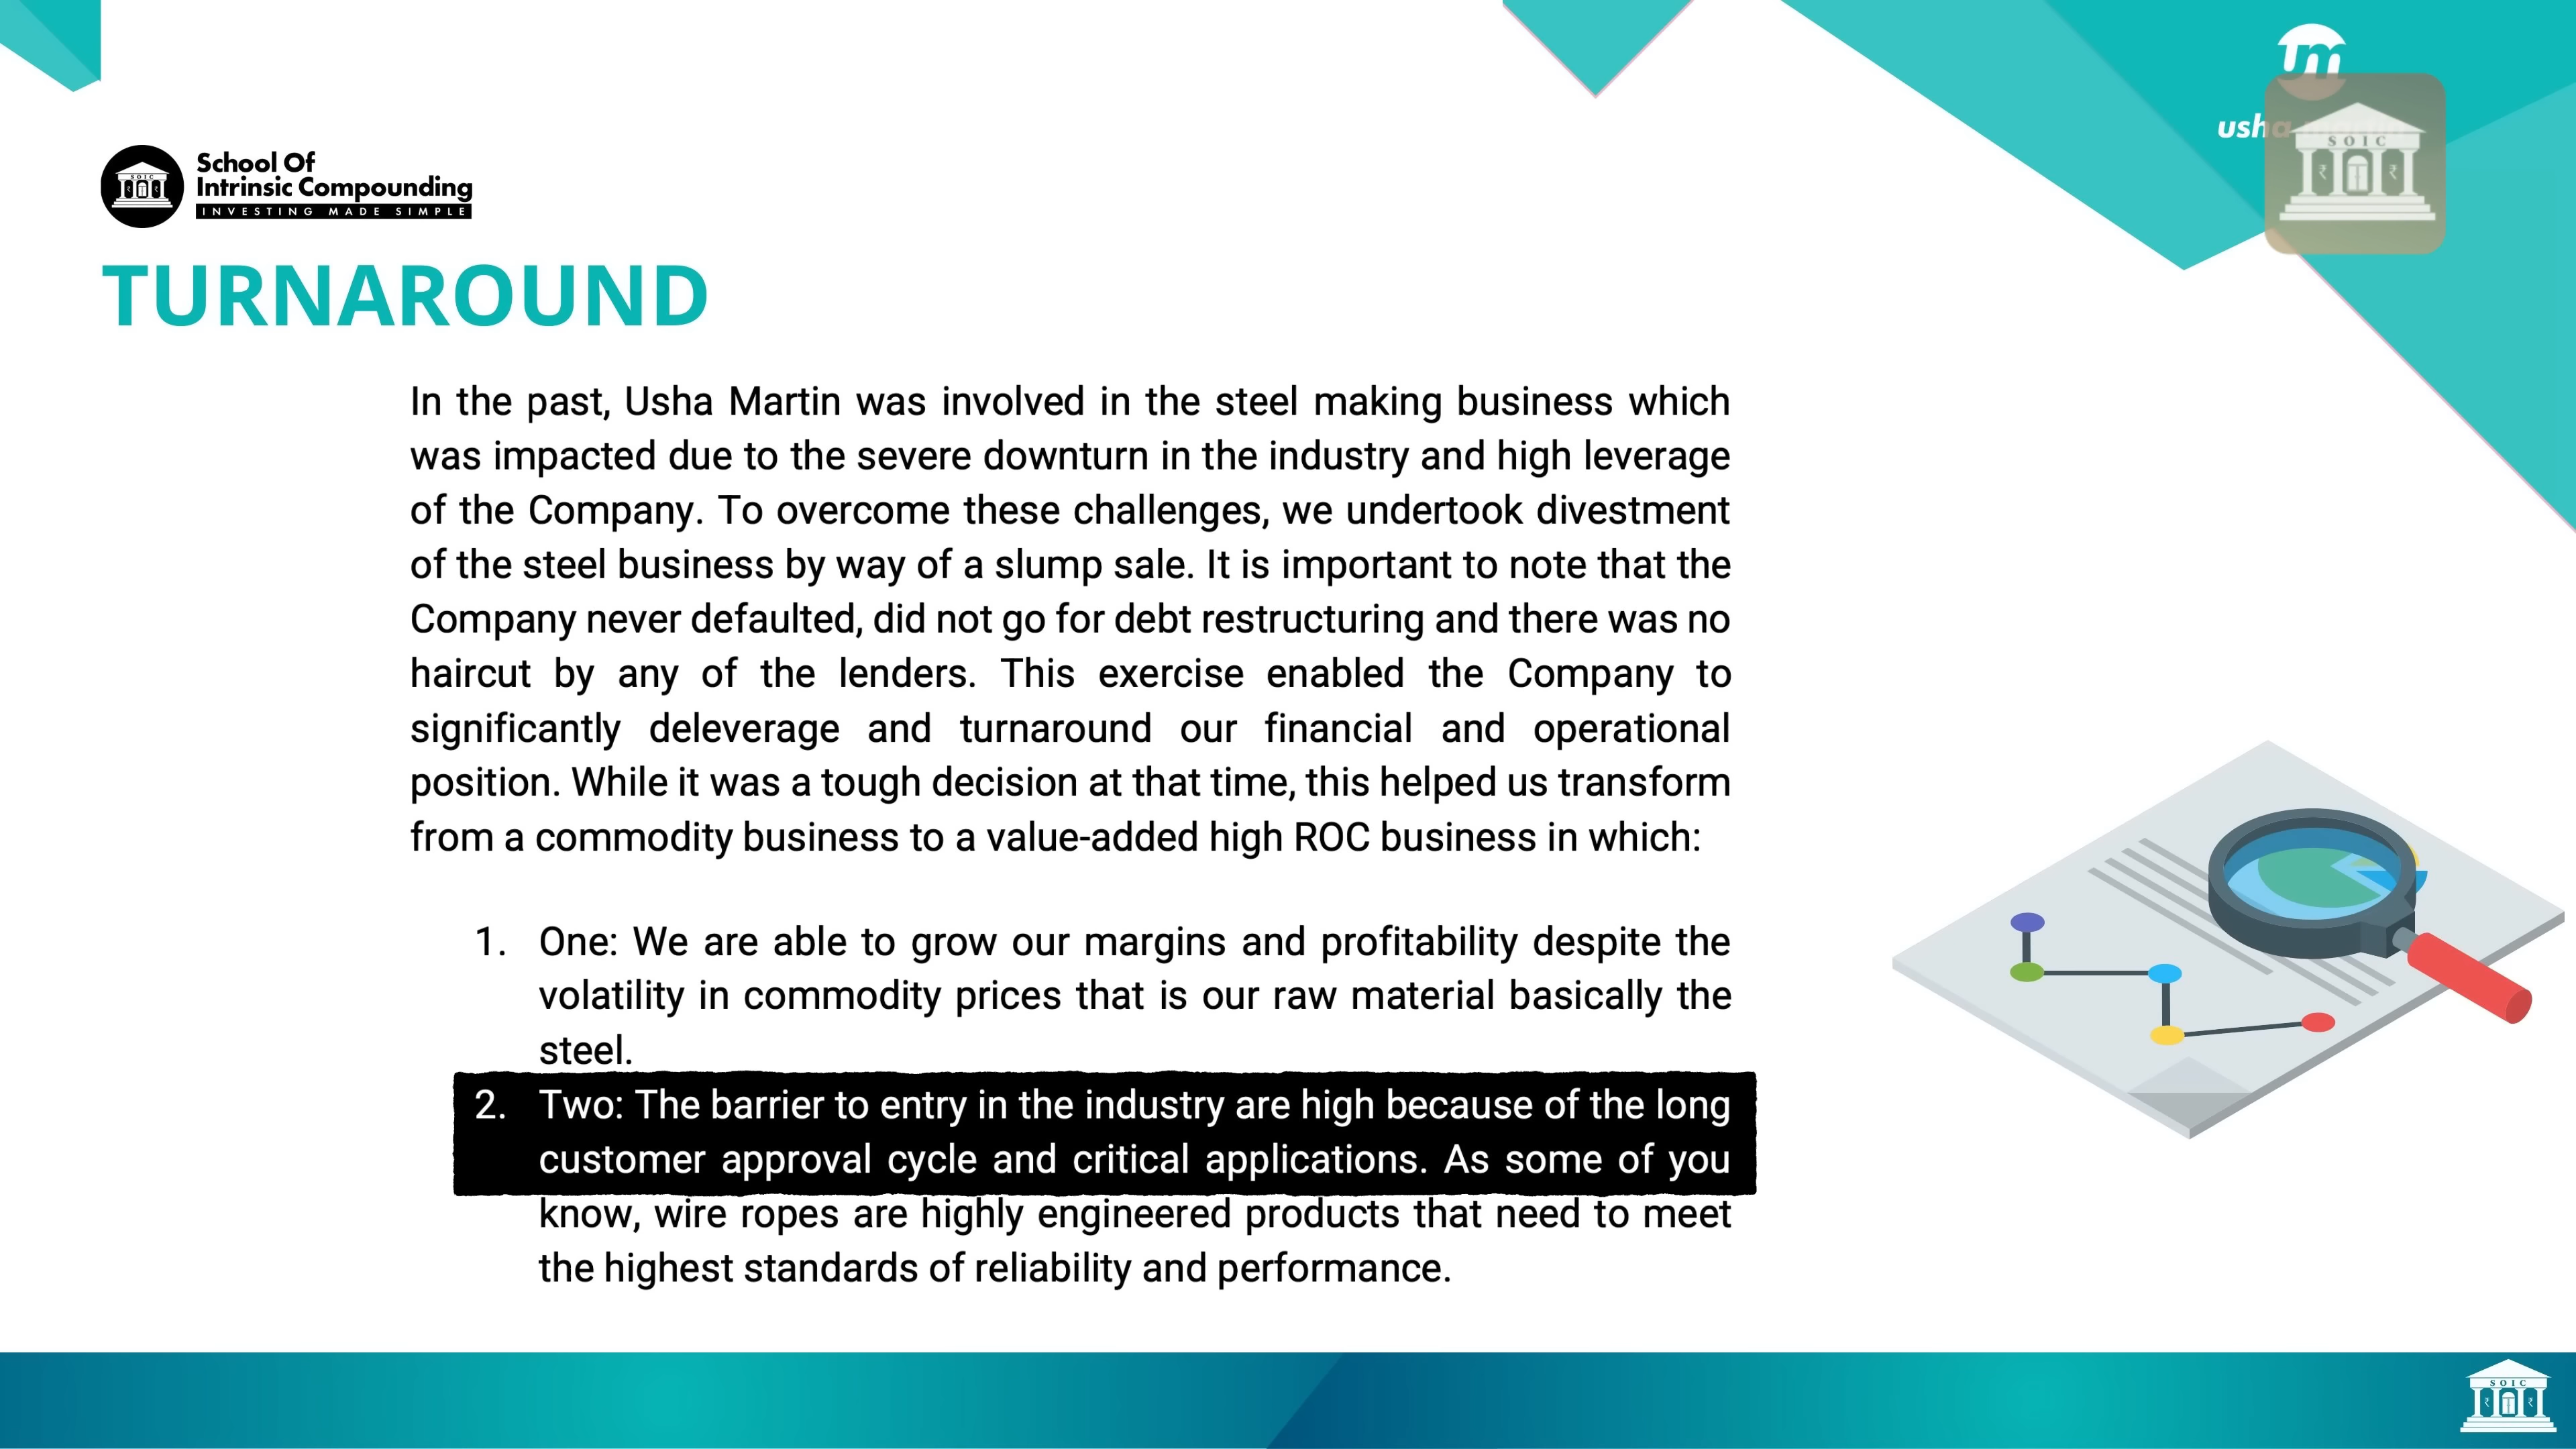 usha
SOIC
School Of
Intrinsic Compounding
INVESTING MADE SIMPLE
TURNAROUND
In the past, Usha Martin was involved in the steel making business which
was impacted due to the severe downturn in the industry and high leverage
of the Company. To overcome these challenges, we undertook divestment
of the steel business by way of a slump sale. It is important to note that the
Company never defaulted, did not go for debt restructuring and there was no
haircut by any of the lenders. This exercise enabled the Company to
significantly deleverage and turnaround our financial and operational
position. While it was a tough decision at that time, this helped us transform
from a commodity business to a value-added high ROC business in which:
1. One: We are able to grow our margins and profitability despite the
volatility in commodity prices that is our raw material basically the
steel.
2. Two: The barrier to entry in the industry are high because of the long
customer approval cycle and critical applications. As some of you
know, wire ropes are highly engineered products that need to meet
the highest standards of reliability and performance.
SOIC